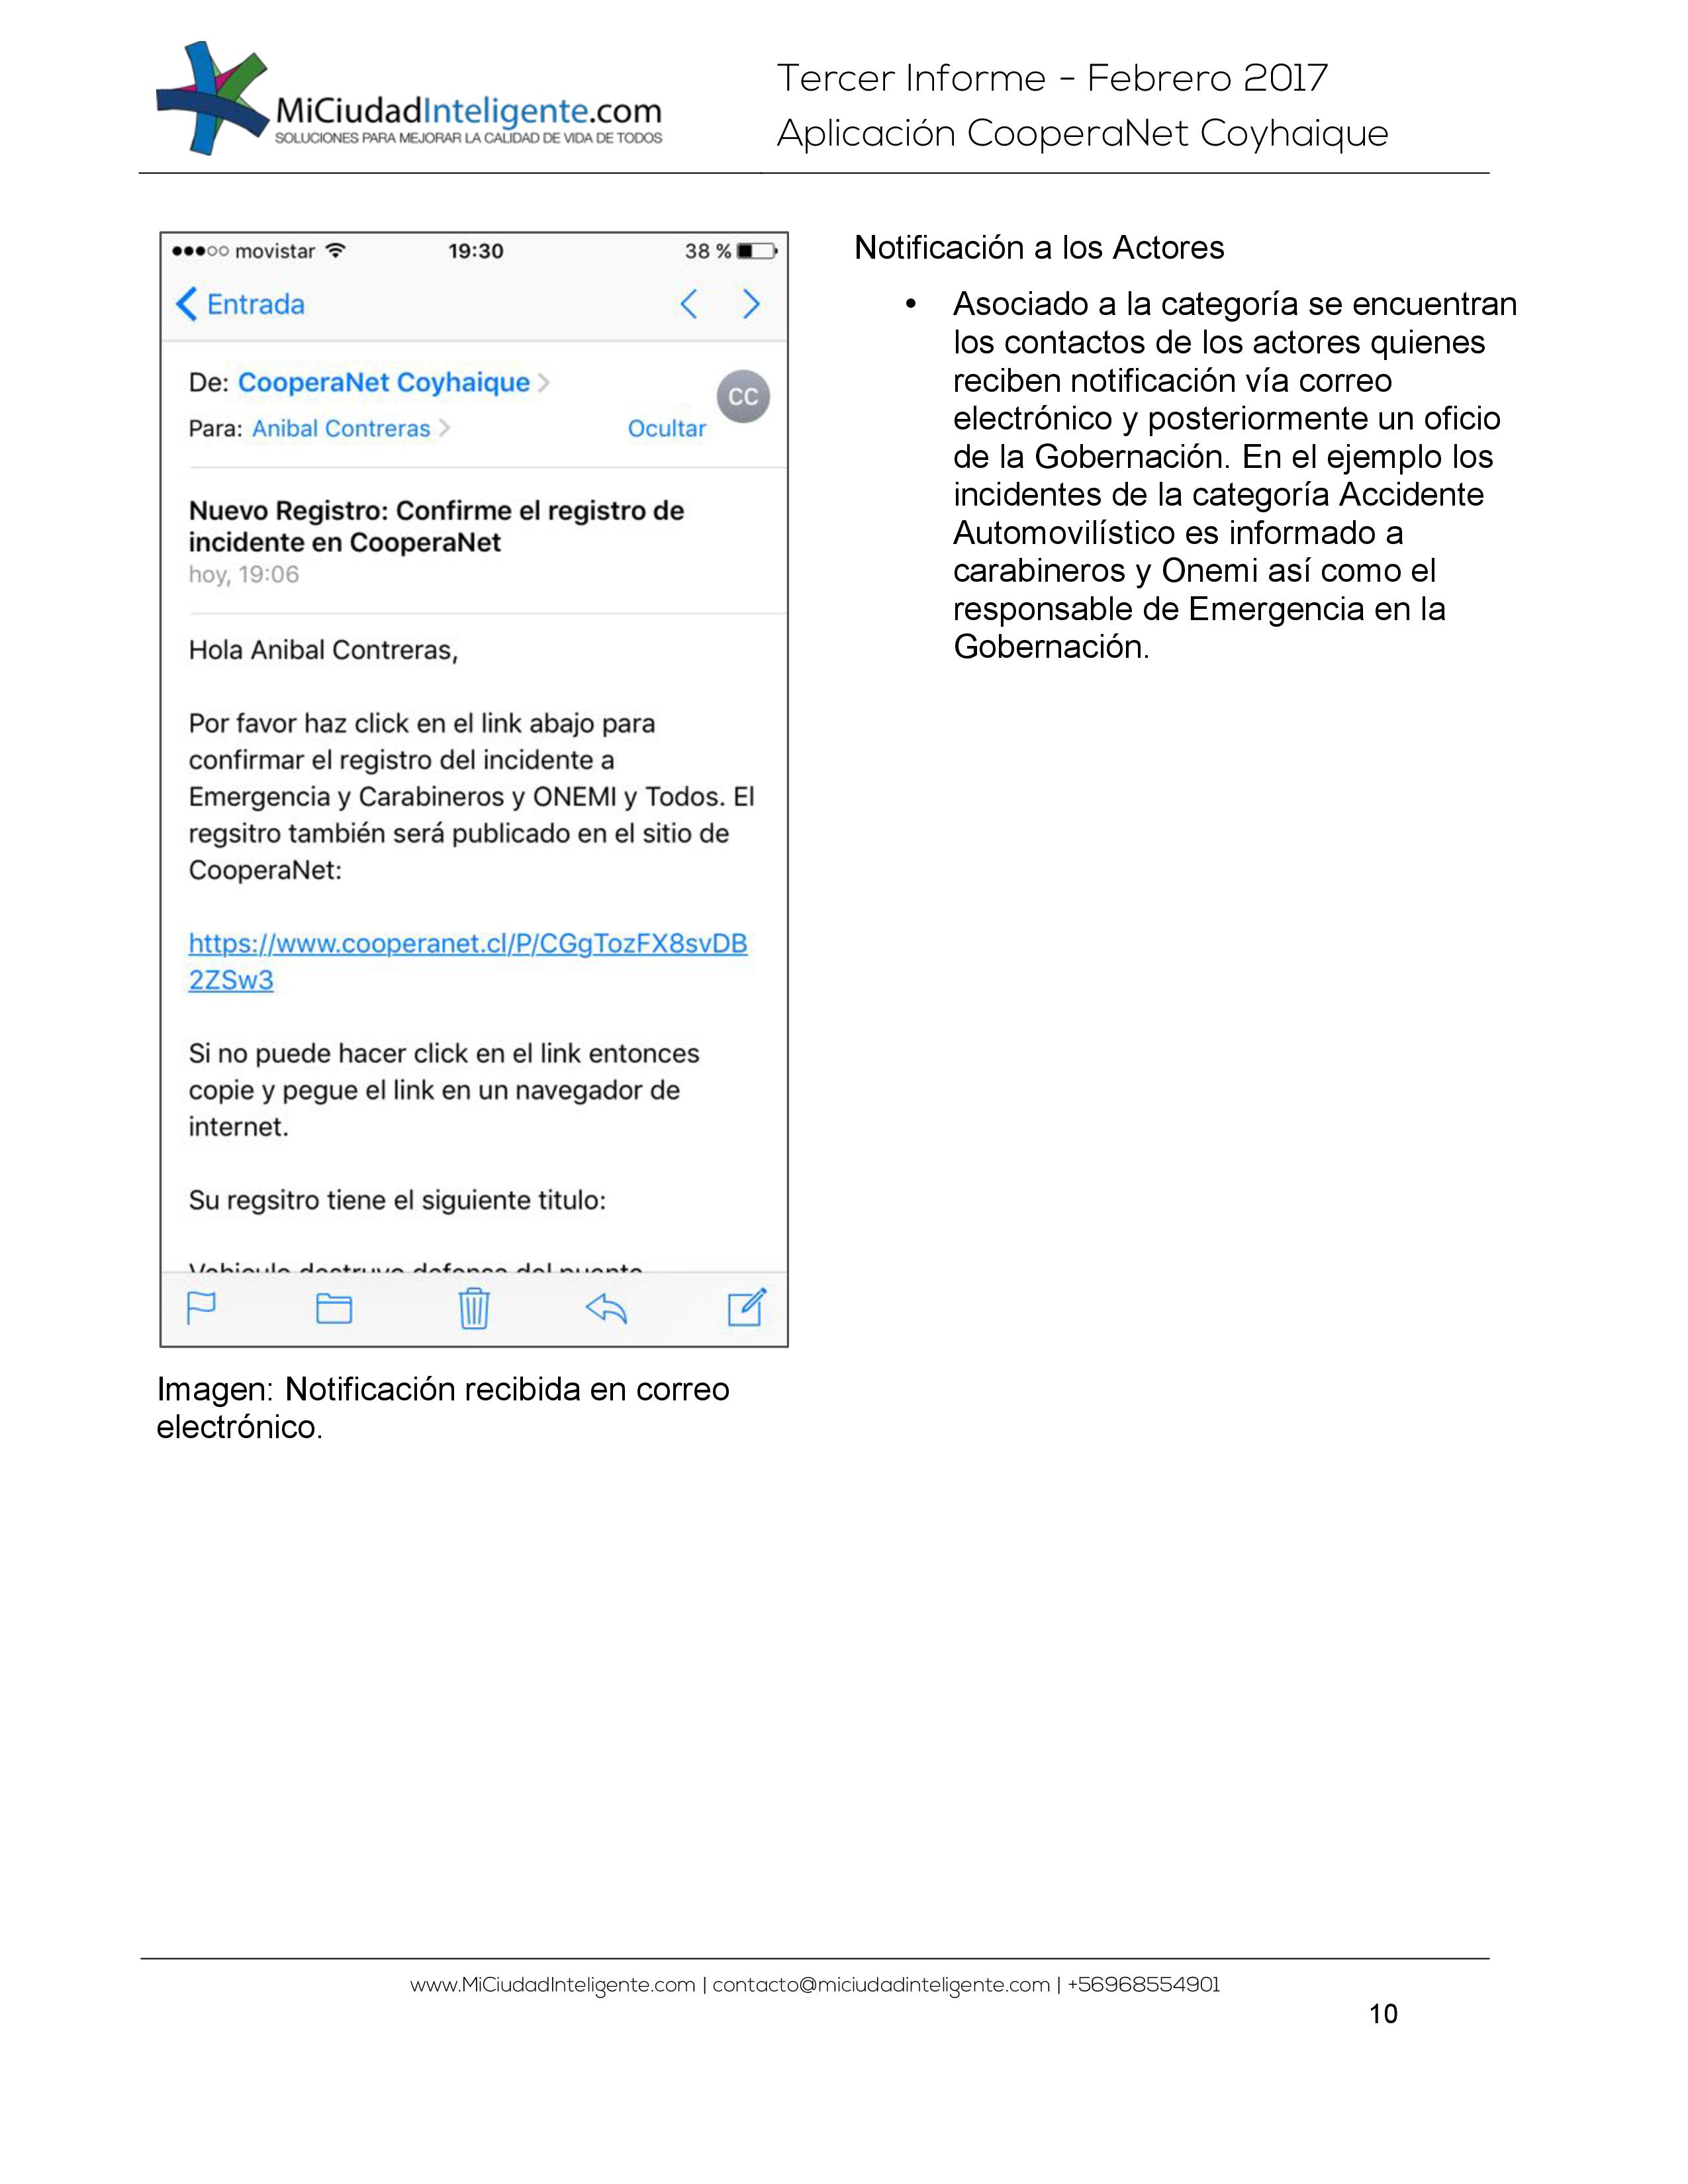 MiCiudadInteligente.com
SOLUCIONES PARA MEJORAR LA CALIDAD DE VIDA DE TODOS
Tercer Informe - Febrero 2017
Aplicación CooperaNet Coyhaique
movistar 19:30 38 %
Entrada
De: CooperaNet Coyhaique
CC
Para: Anibal Contreras Ocultar
Nuevo Registro: Confirme el registro de
incidente en CooperaNet
hoy, 19:06
Hola Anibal Contreras,
Por favor haz click en el link abajo para
confirmar el registro del incidente a
Emergencia y Carabineros y ONEMI y Todos. El
regsitro también será publicado en el sitio de
CooperaNet:
https://www.cooperanet.cl/P/CGgTozFX8svDB
2ZSw3
Si no puede hacer click en el link entonces
copie y pegue el link en un navegador de
internet.
Su regsitro tiene el siguiente titulo:
Vehiculo destruye defensa del puente
Imagen: Notificación recibida en correo
electrónico.
Notificación a los Actores
• Asociado a la categoría se encuentran
los contactos de los actores quienes
reciben notificación vía correo
electrónico y posteriormente un oficio
de la Gobernación. En el ejemplo los
incidentes de la categoría Accidente
Automovilístico es informado a
carabineros y Onemi así como el
responsable de Emergencia en la
Gobernación.
www.MiCiudadInteligente.com | contacto@miciudadinteligente.com | +56968554901
10